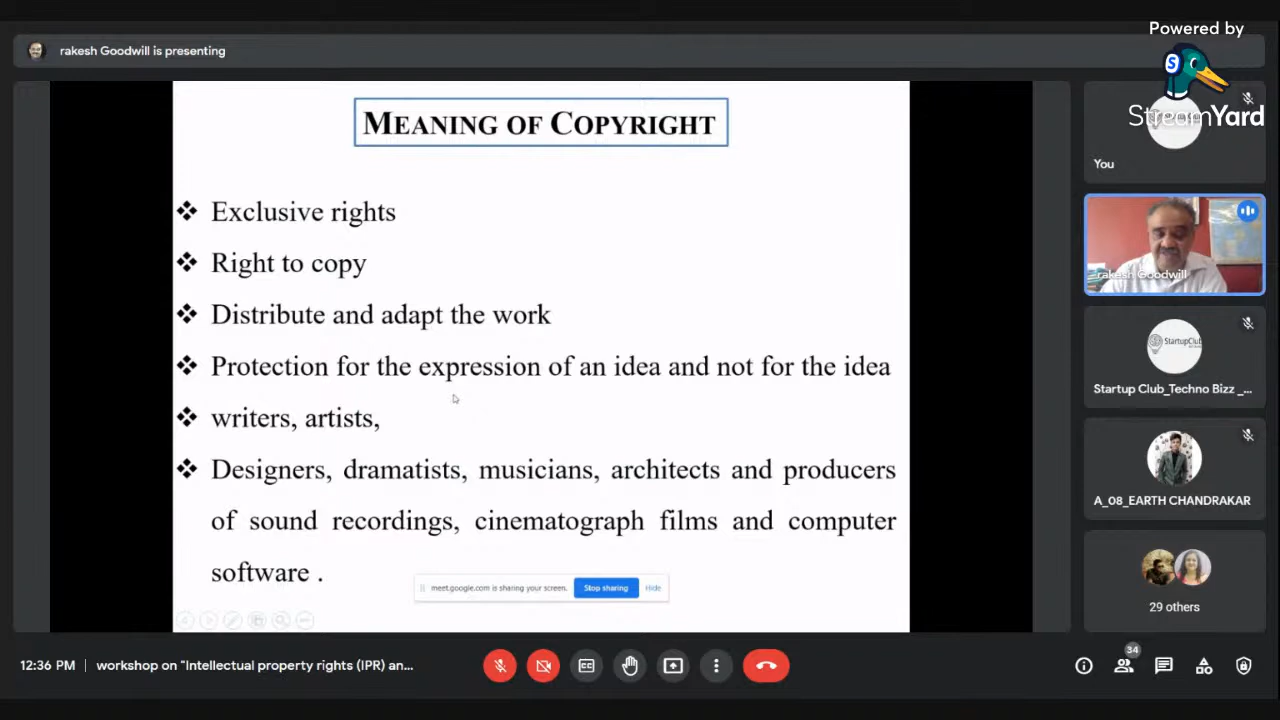 Powered by
StreamYard
rakesh Goodwill is presenting
MEANING OF COPYRIGHT
❖ Exclusive rights
❖ Right to copy
❖ Distribute and adapt the work
❖ Protection for the expression of an idea and not for the idea
❖ writers, artists,
❖ Designers, dramatists, musicians, architects and producers
of sound recordings, cinematograph films and computer
software .
meet.google.com is sharing your screen.
Stop sharing
Hide
You
rakesh Goodwill
StartupClub
Startup Club_Techno Bizz _...
A_08_EARTH CHANDRAKAR
29 others
12:36 PM | workshop on "Intellectual property rights (IPR) an...
34